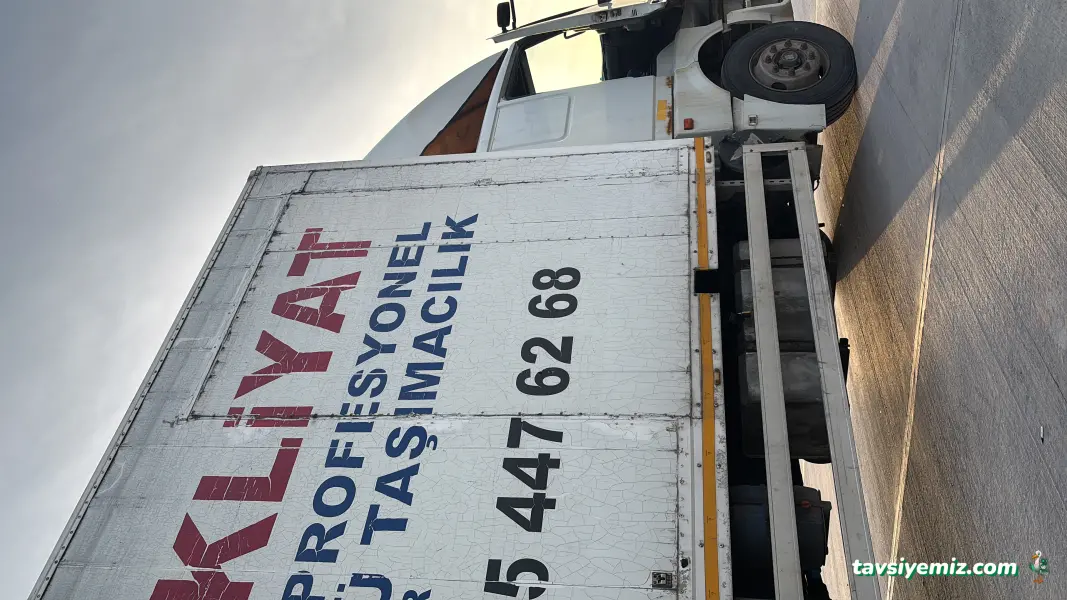 KLİYAT
PROFESYONEL
Ü TAŞIMACILIK
5 447 62 68
tavsiyemiz.com